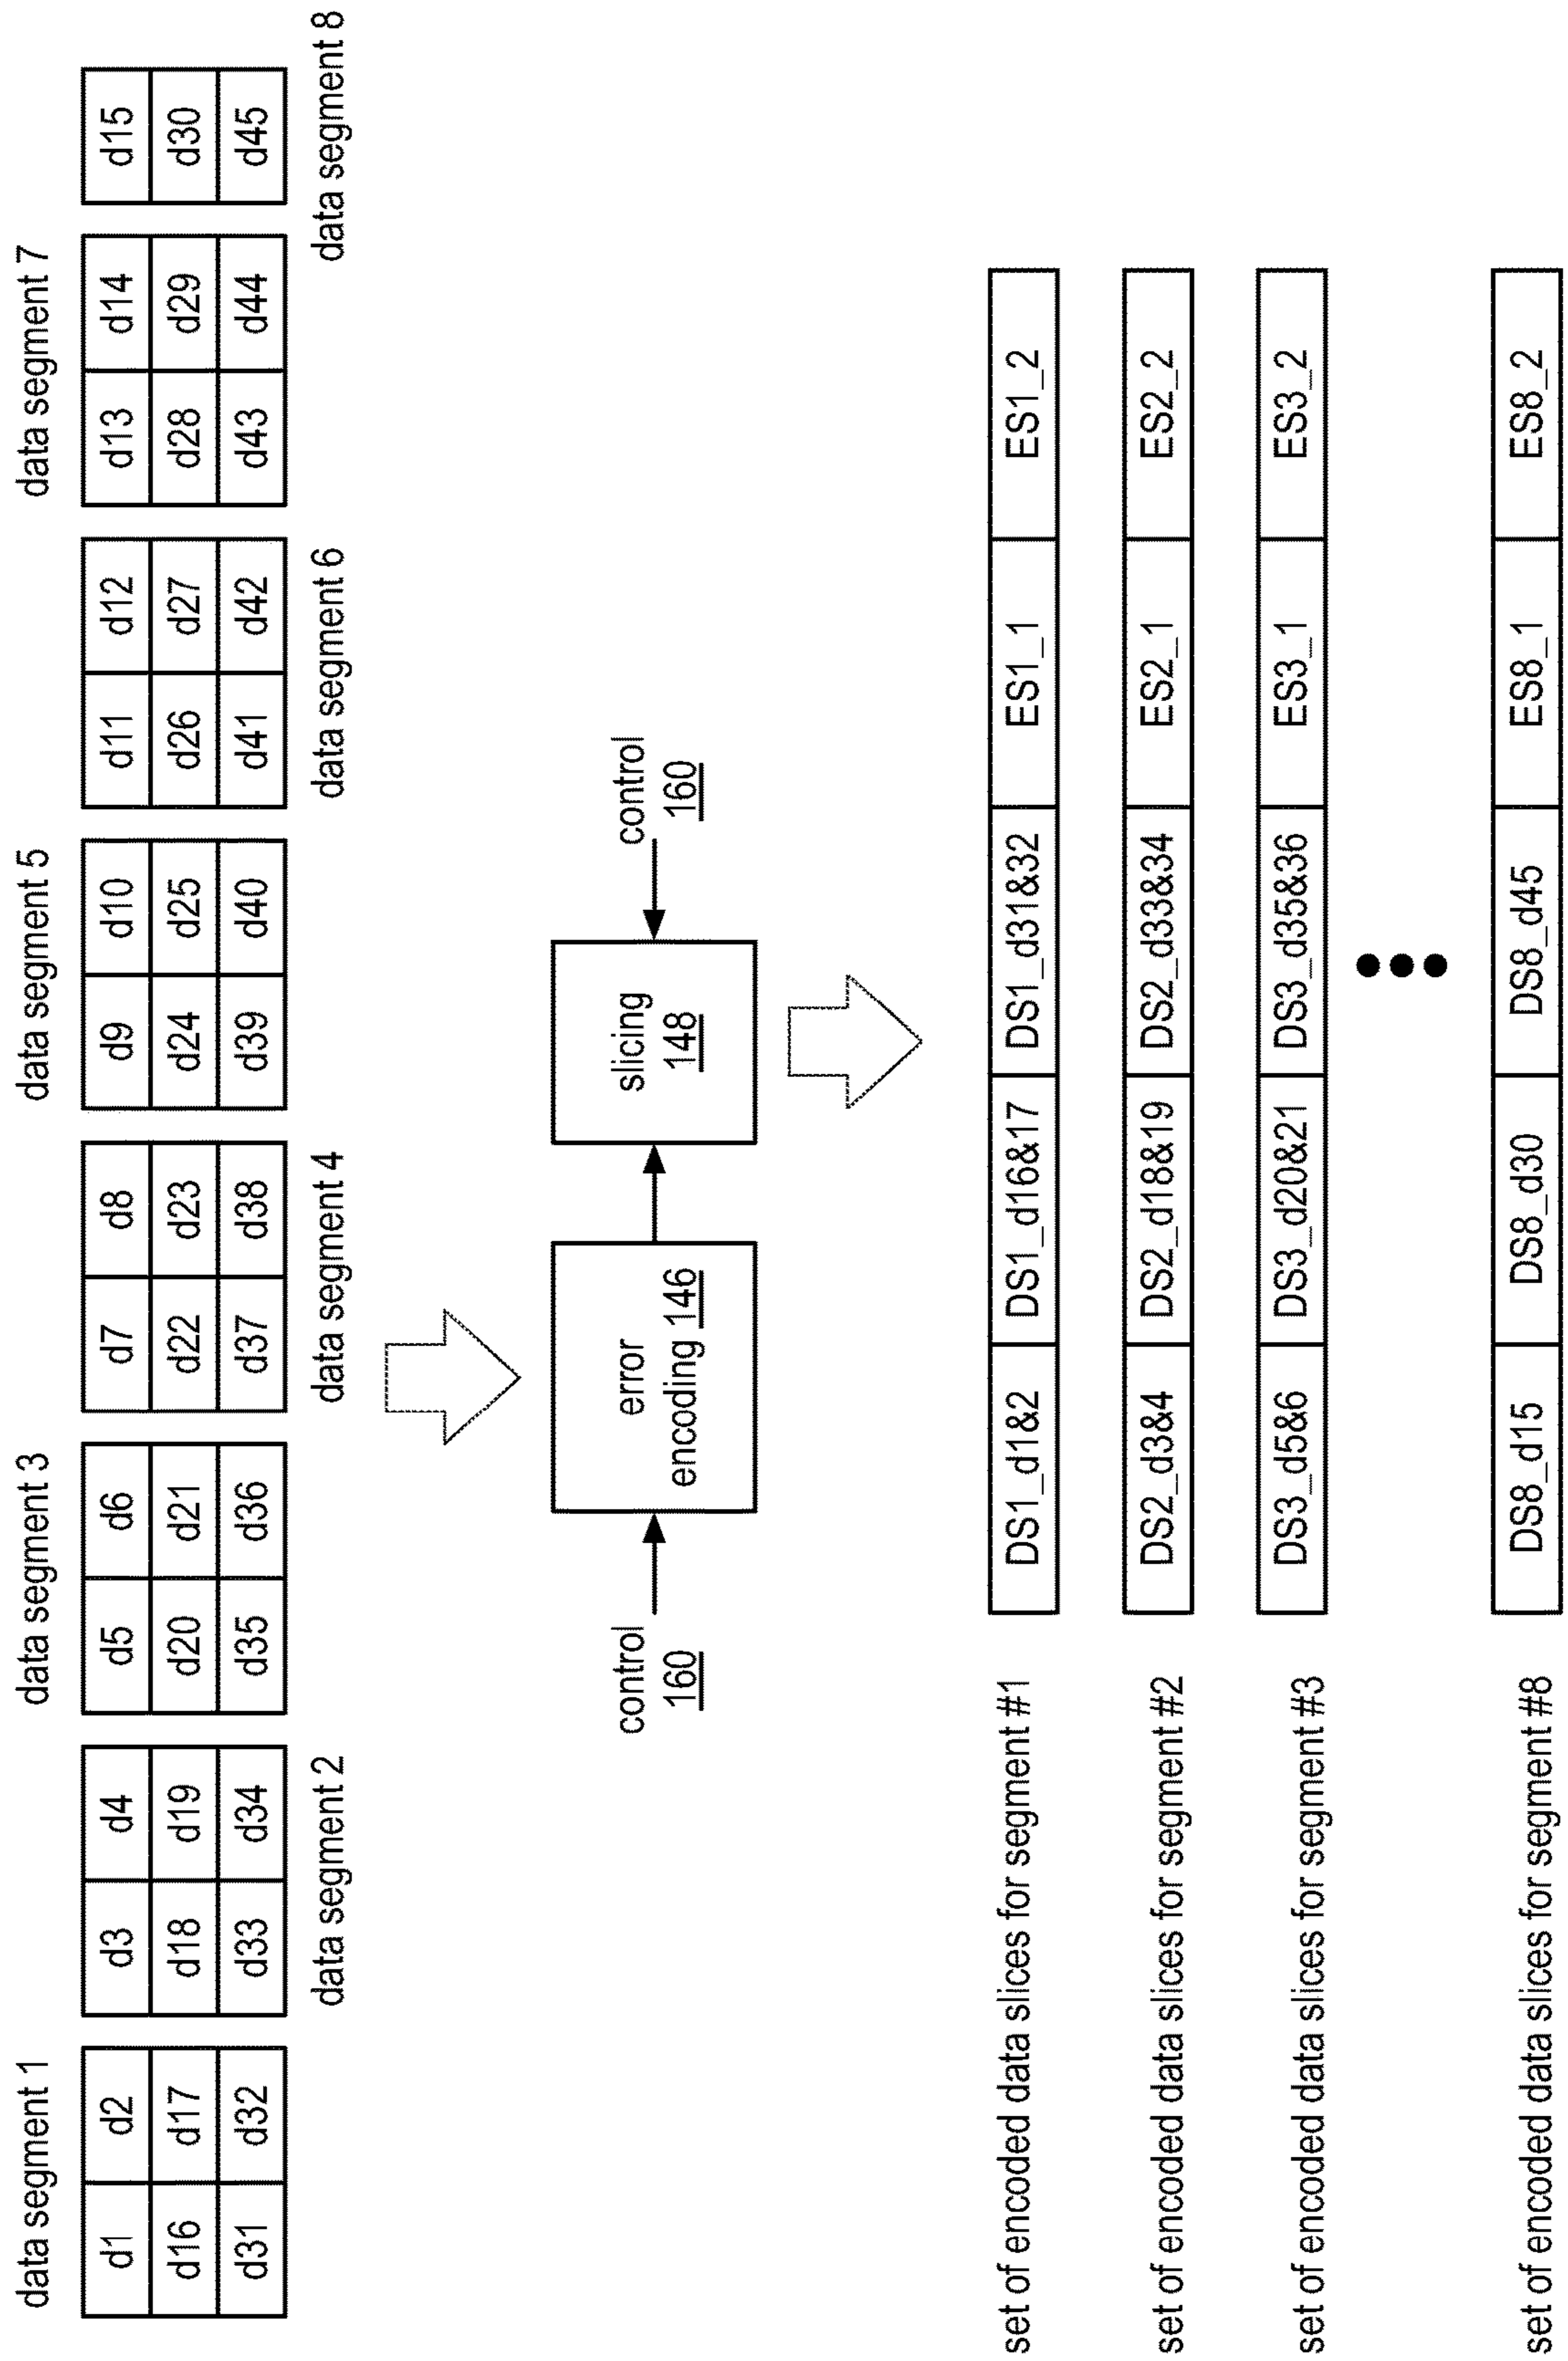 data segment 1
data segment 3
data segment 5
data segment 7
d1 d2 d3 d4 d5 d6 d7 d8 d9 d10 d11 d12 d13 d14 d15
d16 d17 d18 d19 d20 d21 d22 d23 d24 d25 d26 d27 d28 d29 d30
d31 d32 d33 d34 d35 d36 d37 d38 d39 d40 d41 d42 d43 d44 d45
data segment 2
data segment 4
data segment 6
data segment 8
control
160
error
encoding 146
slicing
148
control
160
set of encoded data slices for segment #1 DS1_d1&2 DS1_d16&17 DS1_d31&32 ES1_1 ES1_2
set of encoded data slices for segment #2 DS2_d3&4 DS2_d18&19 DS2_d33&34 ES2_1 ES2_2
set of encoded data slices for segment #3 DS3_d5&6 DS3_d20&21 DS3_d35&36 ES3_1 ES3_2
set of encoded data slices for segment #8 DS8_d15 DS8_d30 DS8_d45 ES8_1 ES8_2